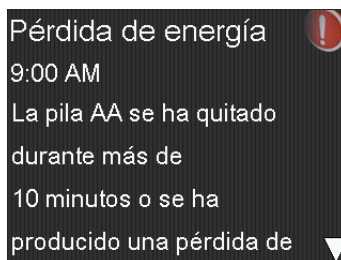 Pérdida de energía
9:00 AM
La pila AA se ha quitado
durante más de
10 minutos o se ha
producido una pérdida de